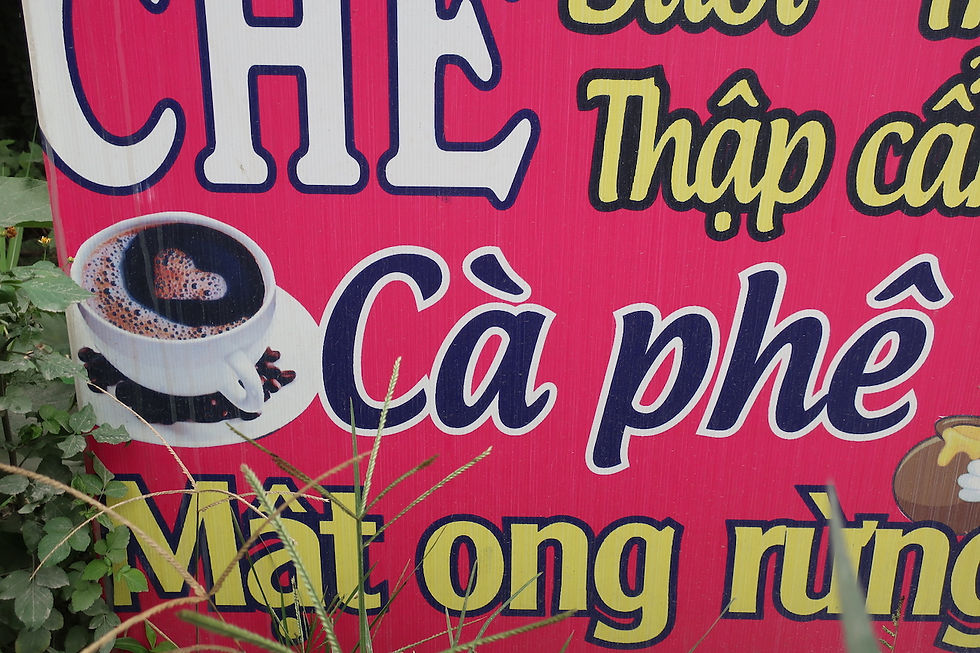 CHÈ
Thập cẩm
Cà phê
Mật ong rừng